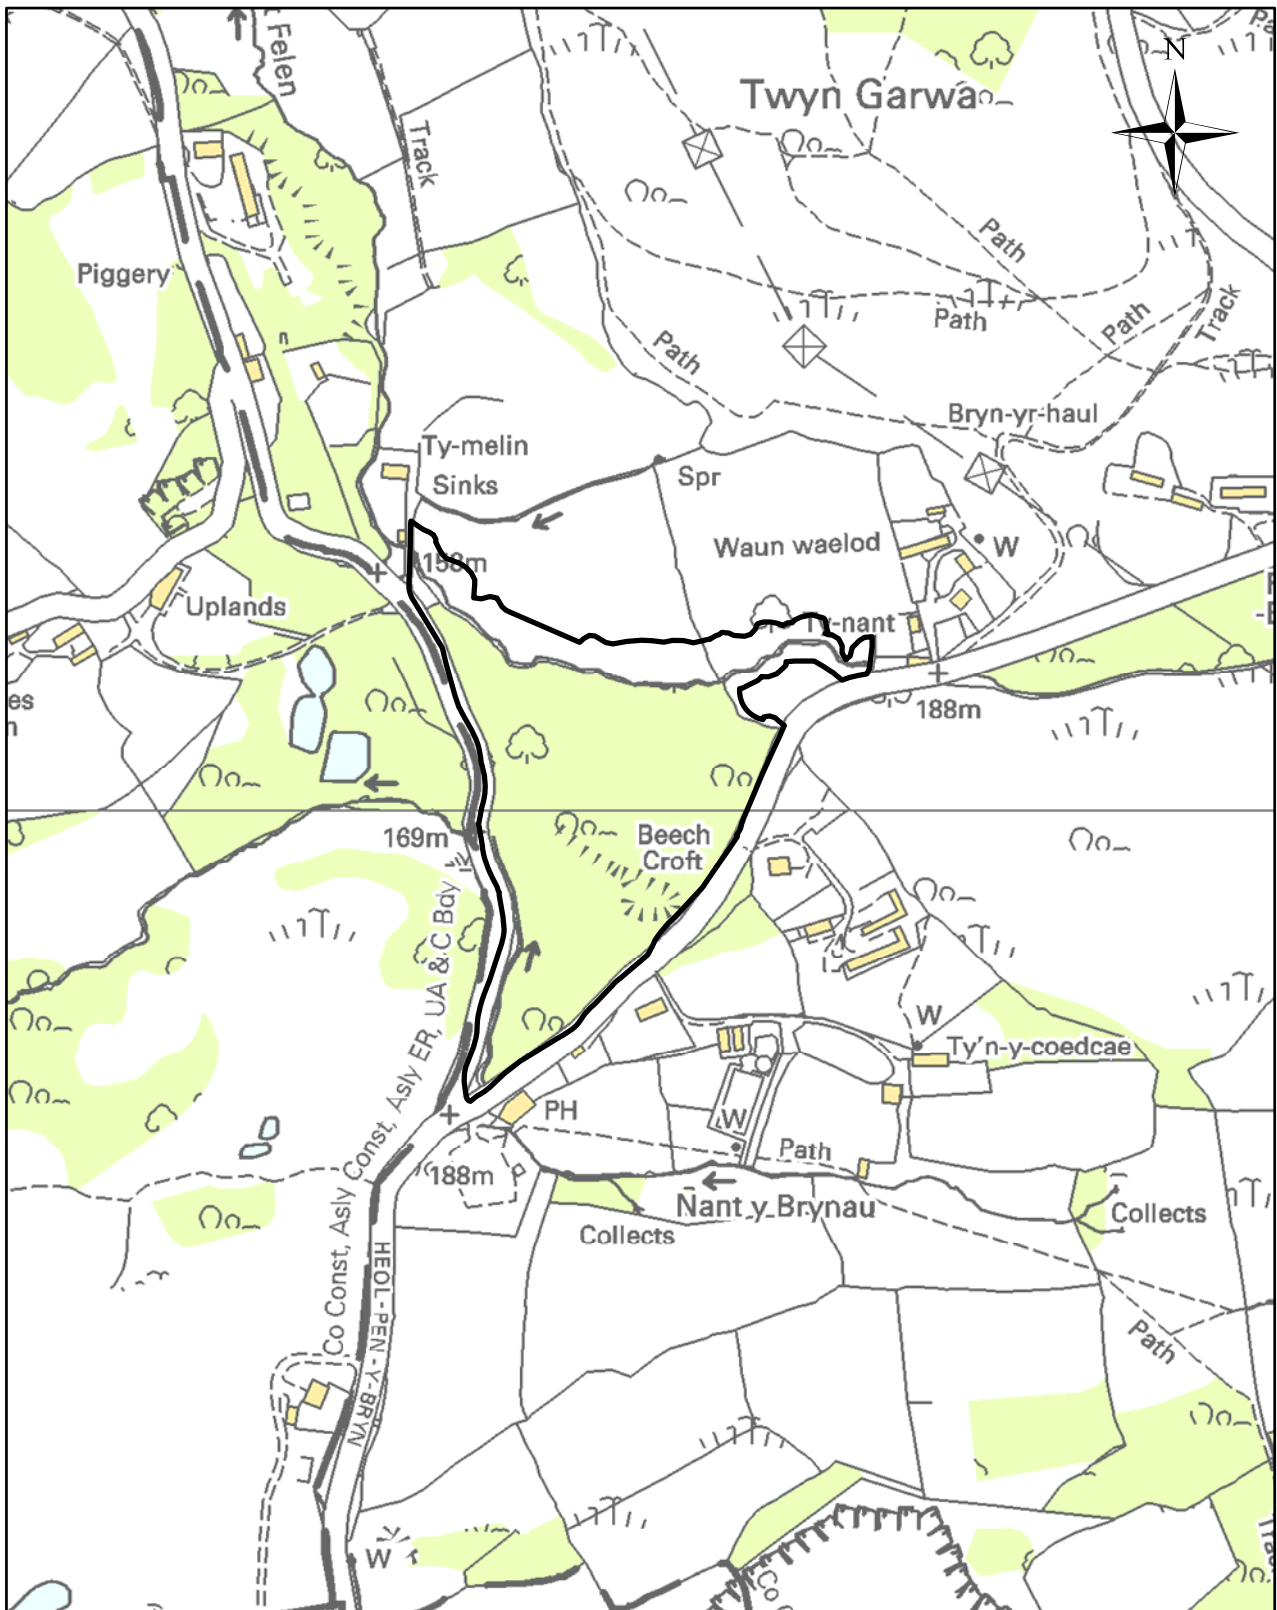 N
Felen
Track
Twyn Garwa
Path
Piggery
Path
Path
Track
Path
Bryn-yr-haul
Ty-melin
Sinks
Spr
Waun waelod
W
158m
Uplands
Ty-nant
188m
169m
Beech
Croft
Co Const, Asly Const, Asly ER, UA & C Bdy
W
Ty'n-y-coedcae
PH
W
Path
188m
Nant y Brynau
Collects
Collects
HEOL-PEN-Y-BRYN
Path
W